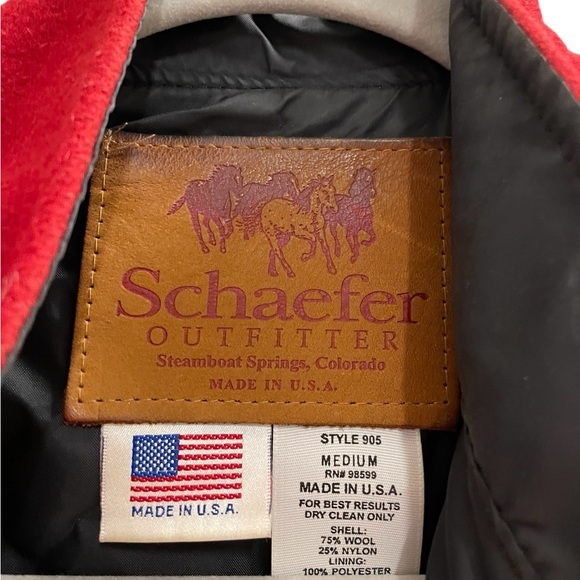 Schaefer
OUTFITTER
Steamboat Springs, Colorado
MADE IN U.S.A.
MADE IN U.S.A.
STYLE 905
MEDIUM
RN# 98599
MADE IN U.S.A.
FOR BEST RESULTS
DRY CLEAN ONLY
SHELL:
75% WOOL
25% NYLON
LINING:
100% POLYESTER